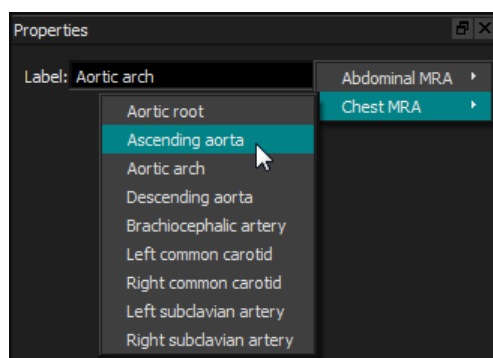 Properties
Label: Aortic arch
Abdominal MRA
Chest MRA
Aortic root
Ascending aorta
Aortic arch
Descending aorta
Brachiocephalic artery
Left common carotid
Right common carotid
Left subclavian artery
Right subclavian artery